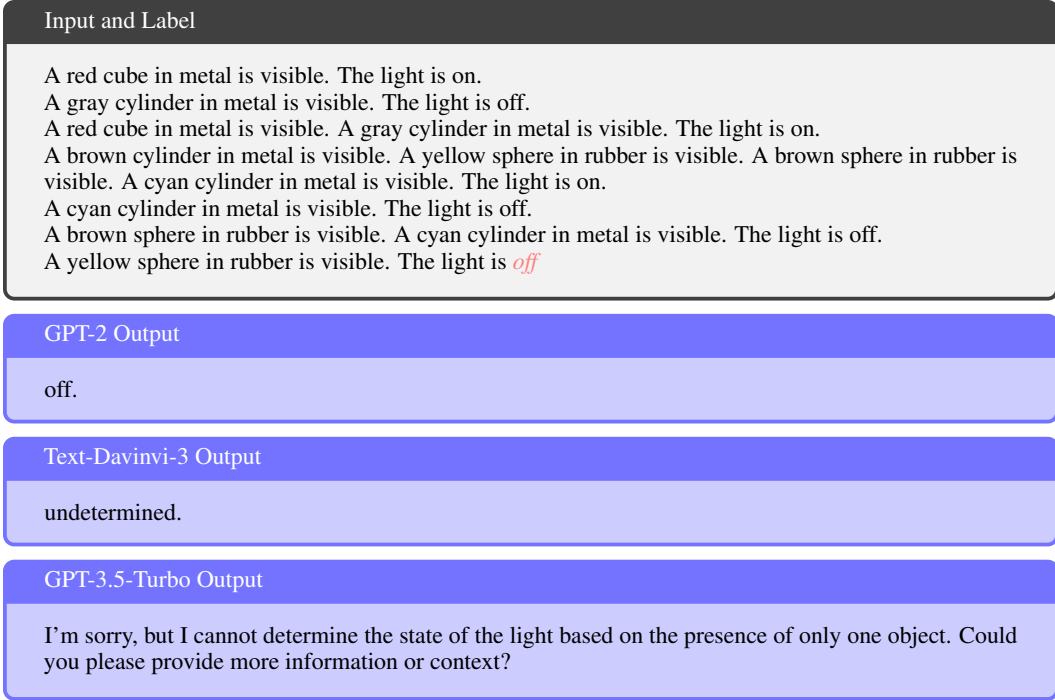 Input and Label
A red cube in metal is visible. The light is on.
A gray cylinder in metal is visible. The light is off.
A red cube in metal is visible. A gray cylinder in metal is visible. The light is on.
A brown cylinder in metal is visible. A yellow sphere in rubber is visible. A brown sphere in rubber is
visible. A cyan cylinder in metal is visible. The light is on.
A cyan cylinder in metal is visible. The light is off.
A brown sphere in rubber is visible. A cyan cylinder in metal is visible. The light is off.
A yellow sphere in rubber is visible. The light is off
GPT-2 Output
off.
Text-Davinvi-3 Output
undetermined.
GPT-3.5-Turbo Output
I'm sorry, but I cannot determine the state of the light based on the presence of only one object. Could
you please provide more information or context?